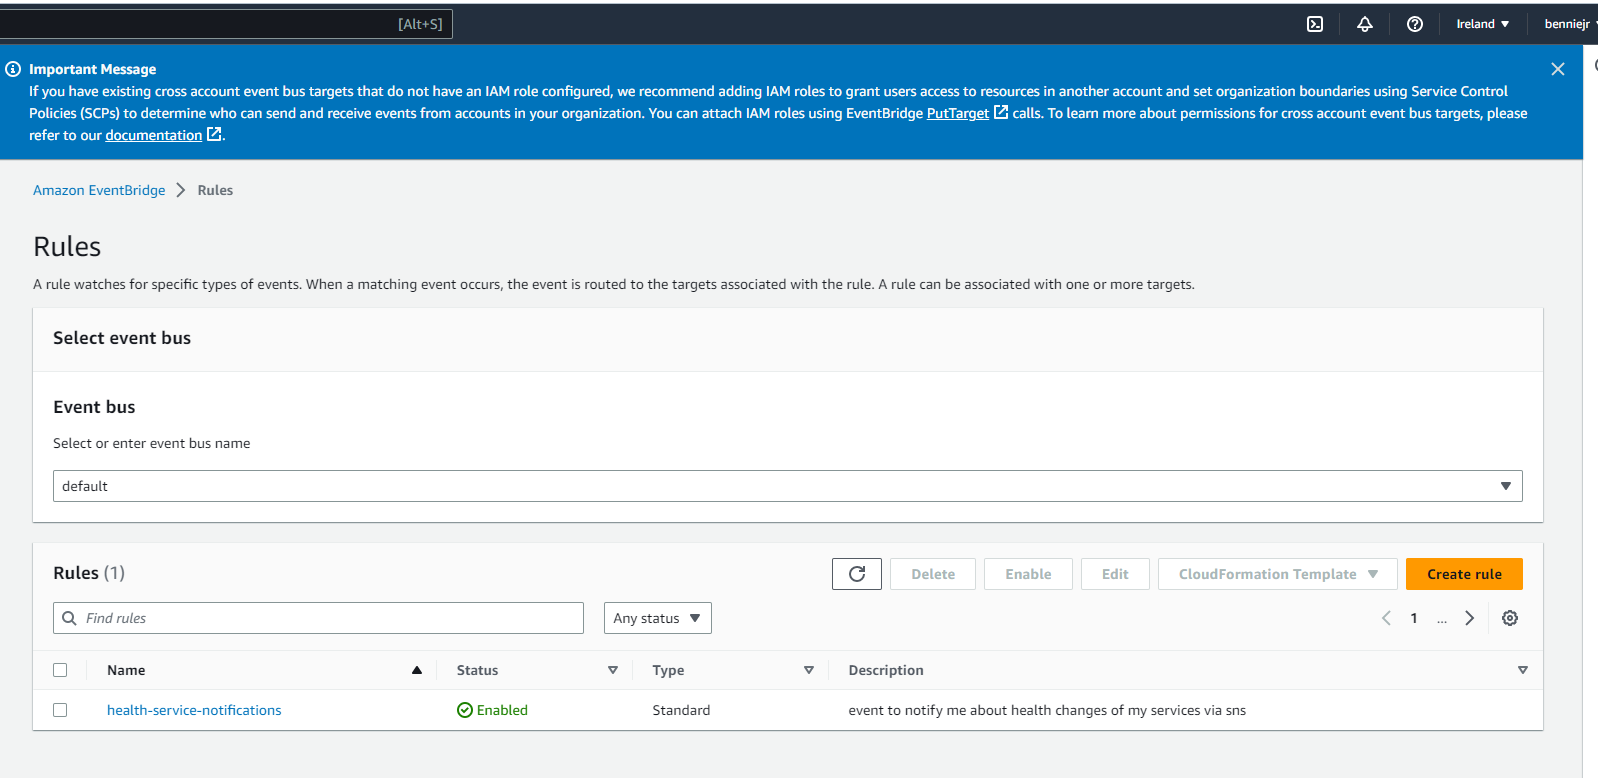 [Alt+S]
Ireland
benniejr
Important Message
If you have existing cross account event bus targets that do not have an IAM role configured, we recommend adding IAM roles to grant users access to resources in another account and set organization boundaries using Service Control
Policies (SCPs) to determine who can send and receive events from accounts in your organization. You can attach IAM roles using EventBridge PutTarget calls. To learn more about permissions for cross account event bus targets, please
refer to our documentation .
Amazon EventBridge Rules
Rules
A rule watches for specific types of events. When a matching event occurs, the event is routed to the targets associated with the rule. A rule can be associated with one or more targets.
Select event bus
Event bus
Select or enter event bus name
default
Rules (1)
Delete
Enable
Edit
CloudFormation Template
Create rule
Find rules
Any status
1 ...
Name Status Type Description
health-service-notifications Enabled Standard event to notify me about health changes of my services via sns